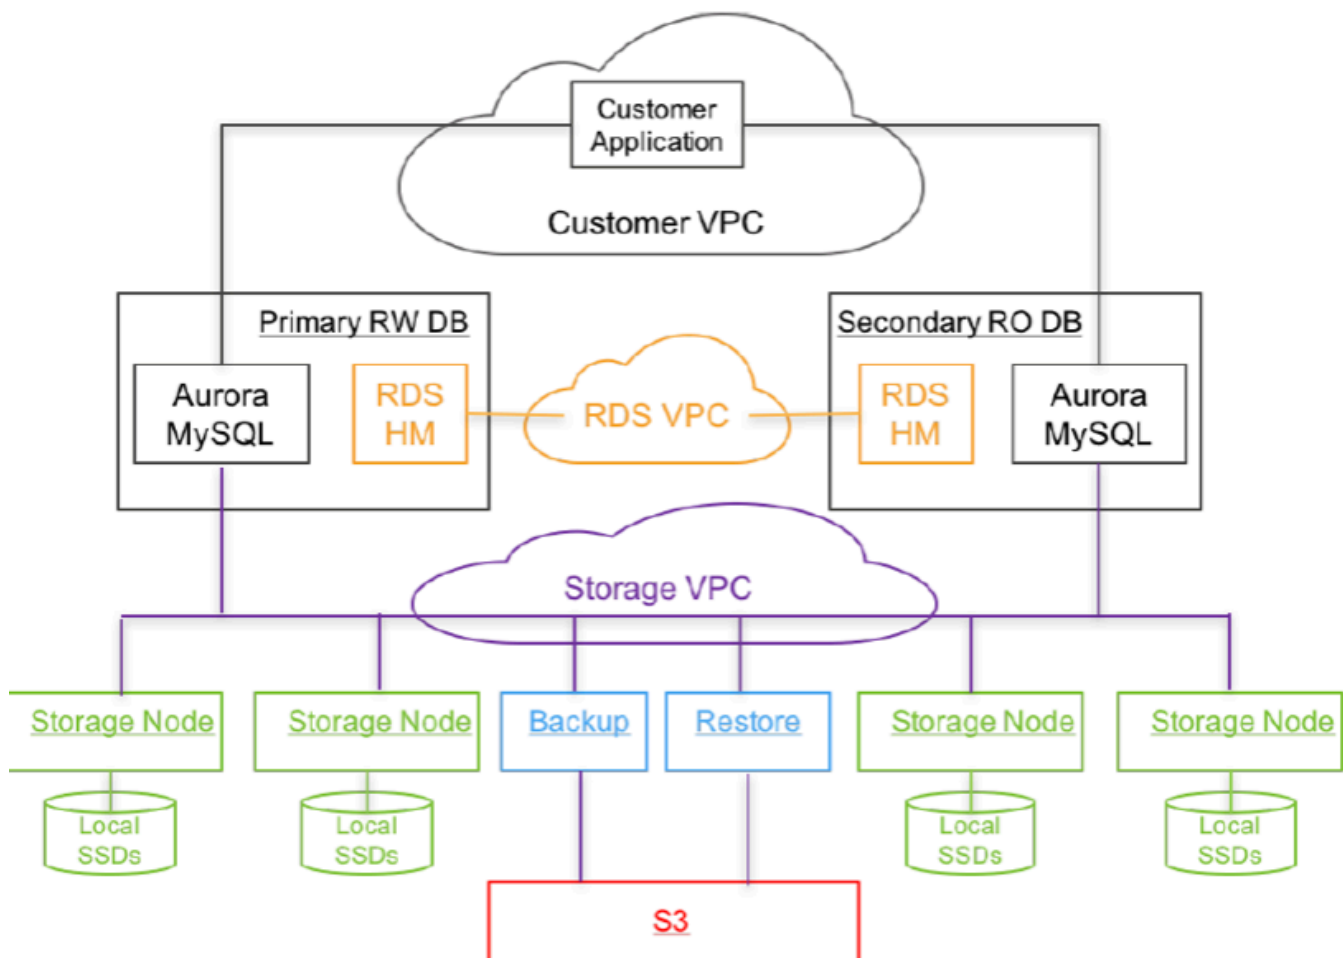 Customer
Application
Customer VPC
Primary RW DB
Secondary RO DB
Aurora
MySQL
RDS
HM
RDS VPC
RDS
HM
Aurora
MySQL
Storage VPC
Storage Node
Storage Node
Backup
Restore
Storage Node
Storage Node
Local
SSDs
Local
SSDs
Local
SSDs
Local
SSDs
S3